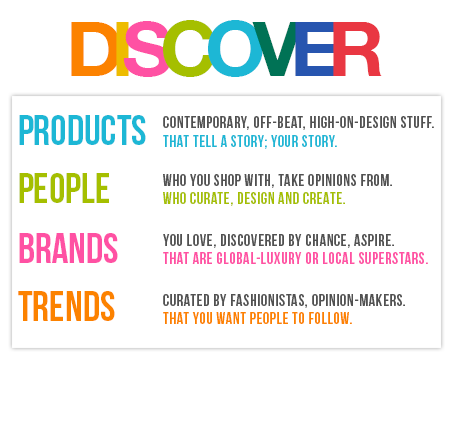 DISCOVER
PRODUCTS
CONTEMPORARY, OFF-BEAT, HIGH-ON-DESIGN STUFF.
THAT TELL A STORY; YOUR STORY.
PEOPLE
WHO YOU SHOP WITH, TAKE OPINIONS FROM.
WHO CURATE, DESIGN AND CREATE.
BRANDS
YOU LOVE, DISCOVERED BY CHANCE, ASPIRE.
THAT ARE GLOBAL-LUXURY OR LOCAL SUPERSTARS.
TRENDS
CURATED BY FASHIONISTAS, OPINION-MAKERS.
THAT YOU WANT PEOPLE TO FOLLOW.